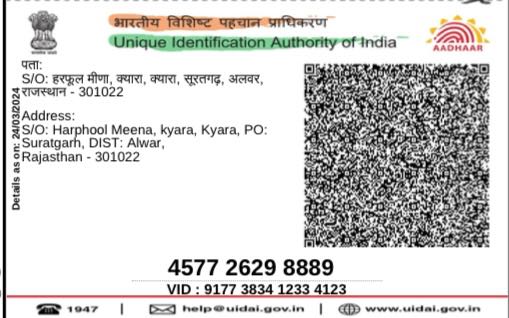 भारतीय विशिष्ट पहचान प्राधिकरण
Unique Identification Authority of India
AADHAAR
पता:
S/O: हरफूल मीणा, क्यारा, क्यारा, सूरतगढ़, अलवर,
राजस्थान - 301022
Address:
S/O: Harphool Meena, kyara, Kyara, PO:
Suratgarh, DIST: Alwar,
Rajasthan - 301022
Details as on: 24/03/2024
4577 2629 8889
VID : 9177 3834 1233 4123
1947 | help@uidai.gov.in | www.uidai.gov.in